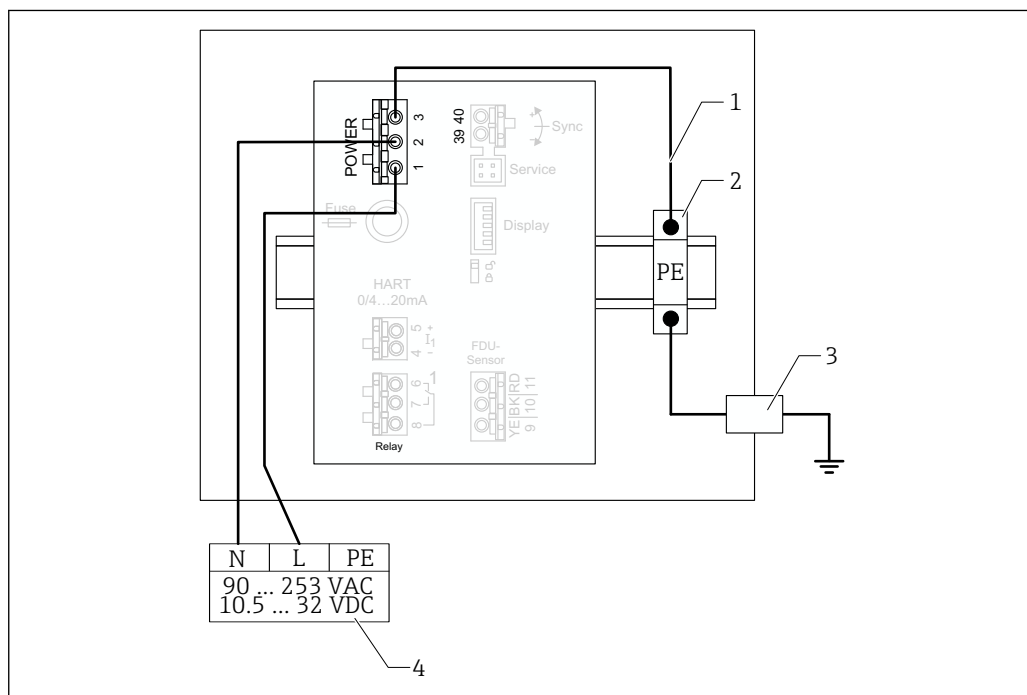 POWER
3
2
1
39 40
+
-
Sync
Service
Fuse
Display
HART
0/4...20mA
5 +
I1
4 -
FDU-
Sensor
6
7
8
1
Relay
YE|BK|RD
9|10|11
PE
1
2
3
N L PE
90 ... 253 VAC
10.5 ... 32 VDC
4